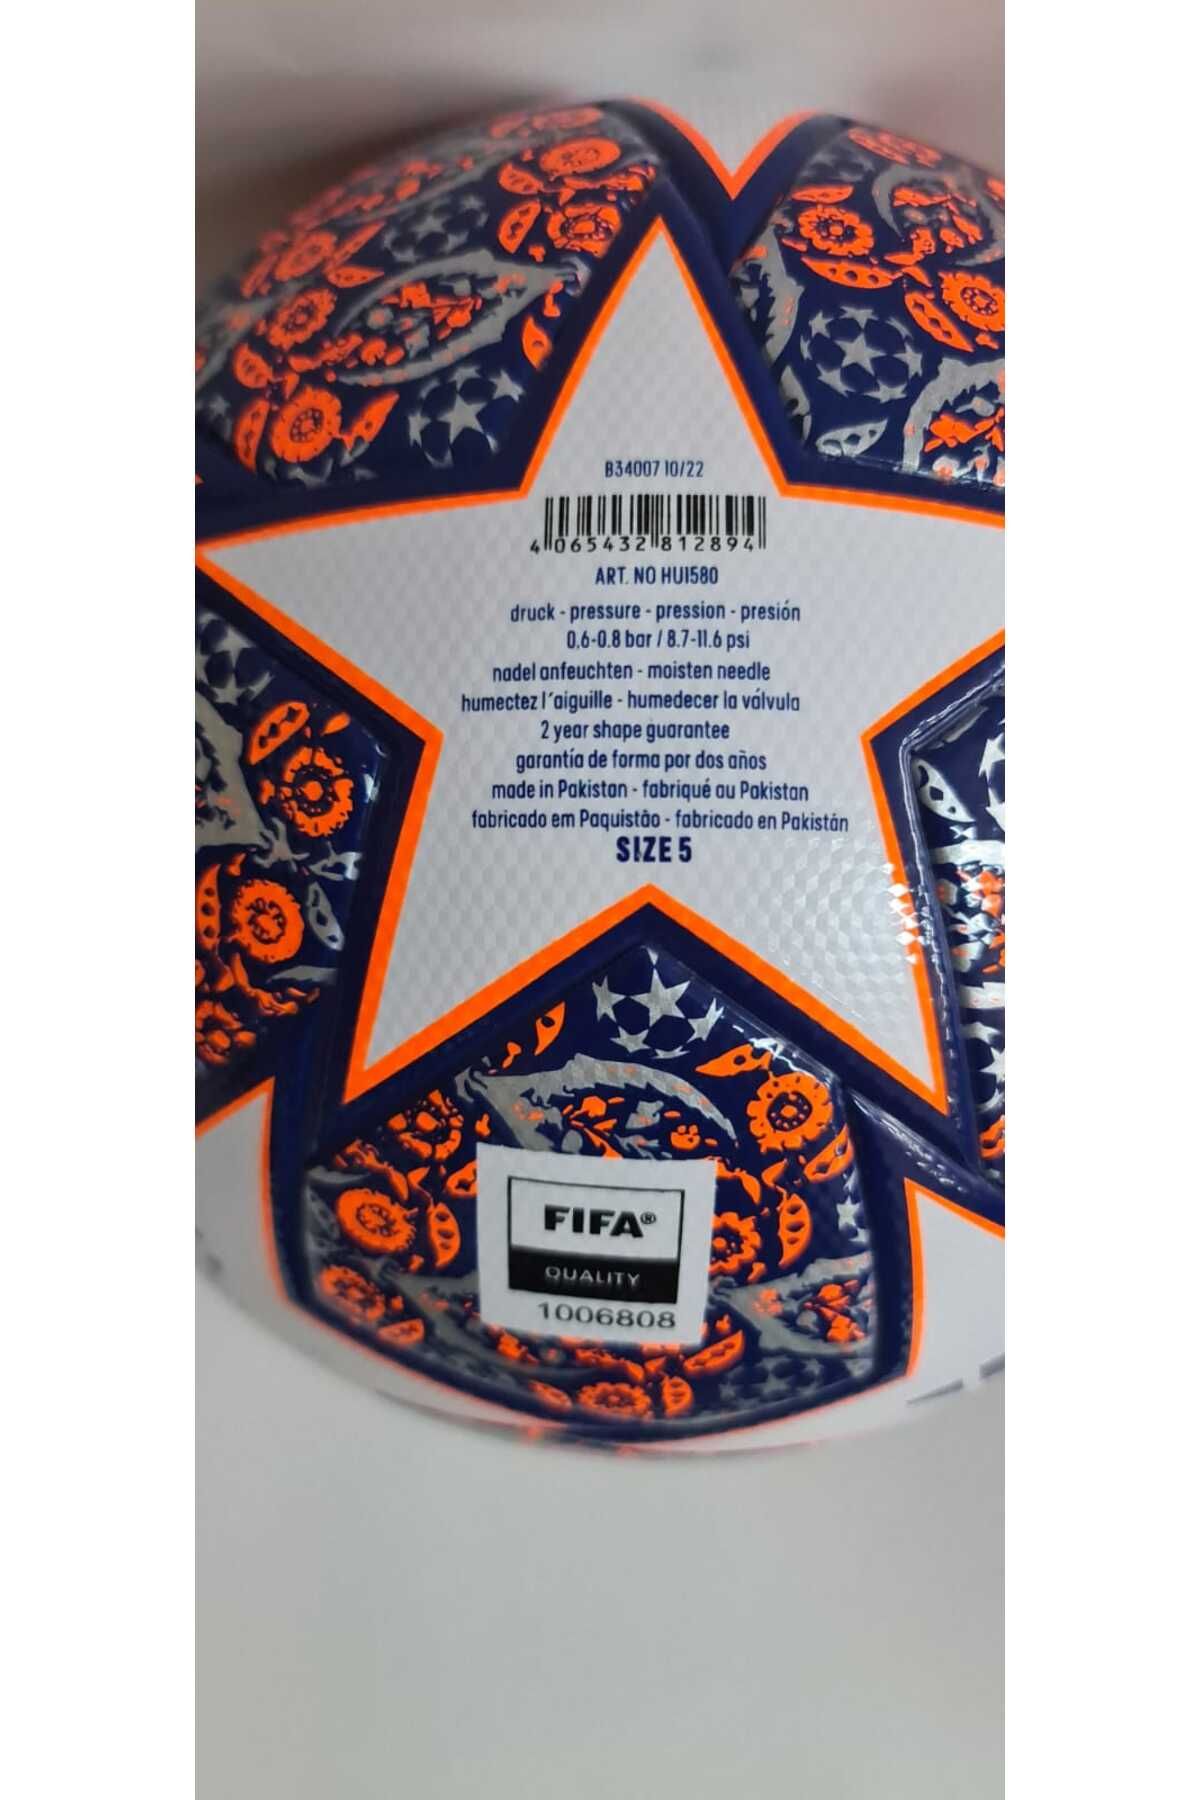 B34007 10/22
4 065432 812894
ART. NO HU1580
druck - pressure - pression - presión
0,6-0.8 bar / 8.7-11.6 psi
nadel anfeuchten - moisten needle
humectez l´aiguille - humedecer la válvula
2 year shape guarantee
garantía de forma por dos años
made in Pakistan - fabriqué au Pakistan
fabricado em Paquistão - fabricado en Pakistán
SIZE 5
FIFA®
QUALITY
1006808